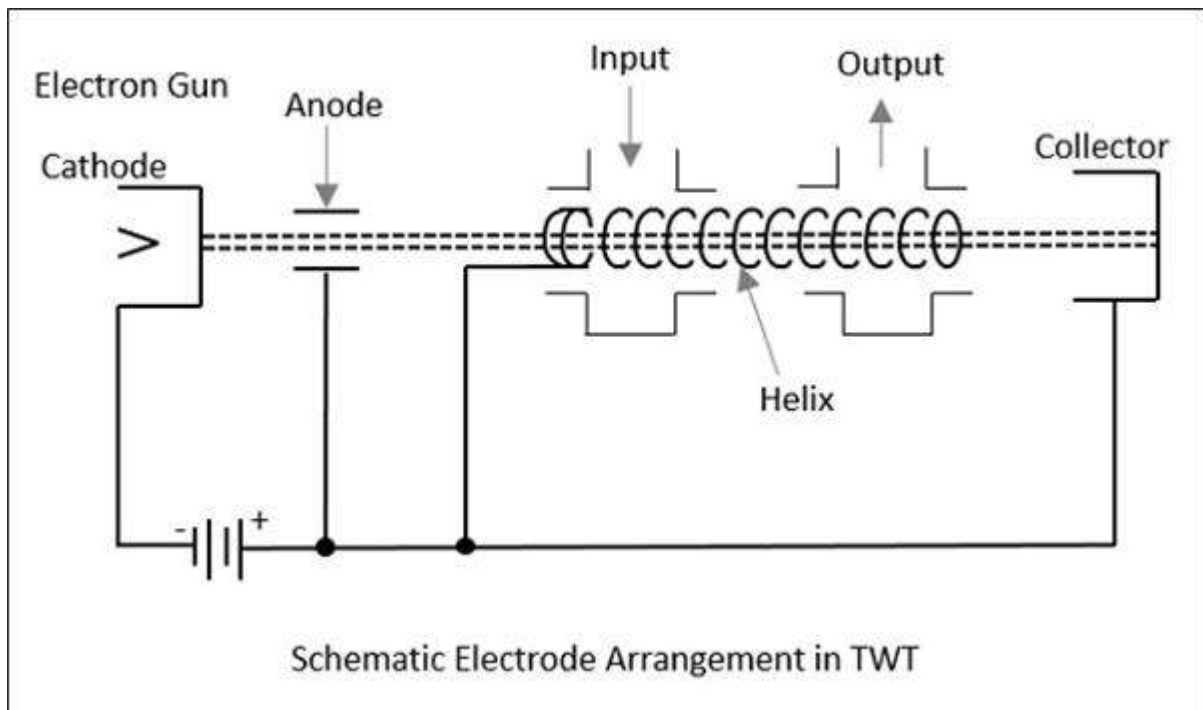 Electron Gun
Cathode
Anode
Input
Output
Collector
Helix
- +
Schematic Electrode Arrangement in TWT